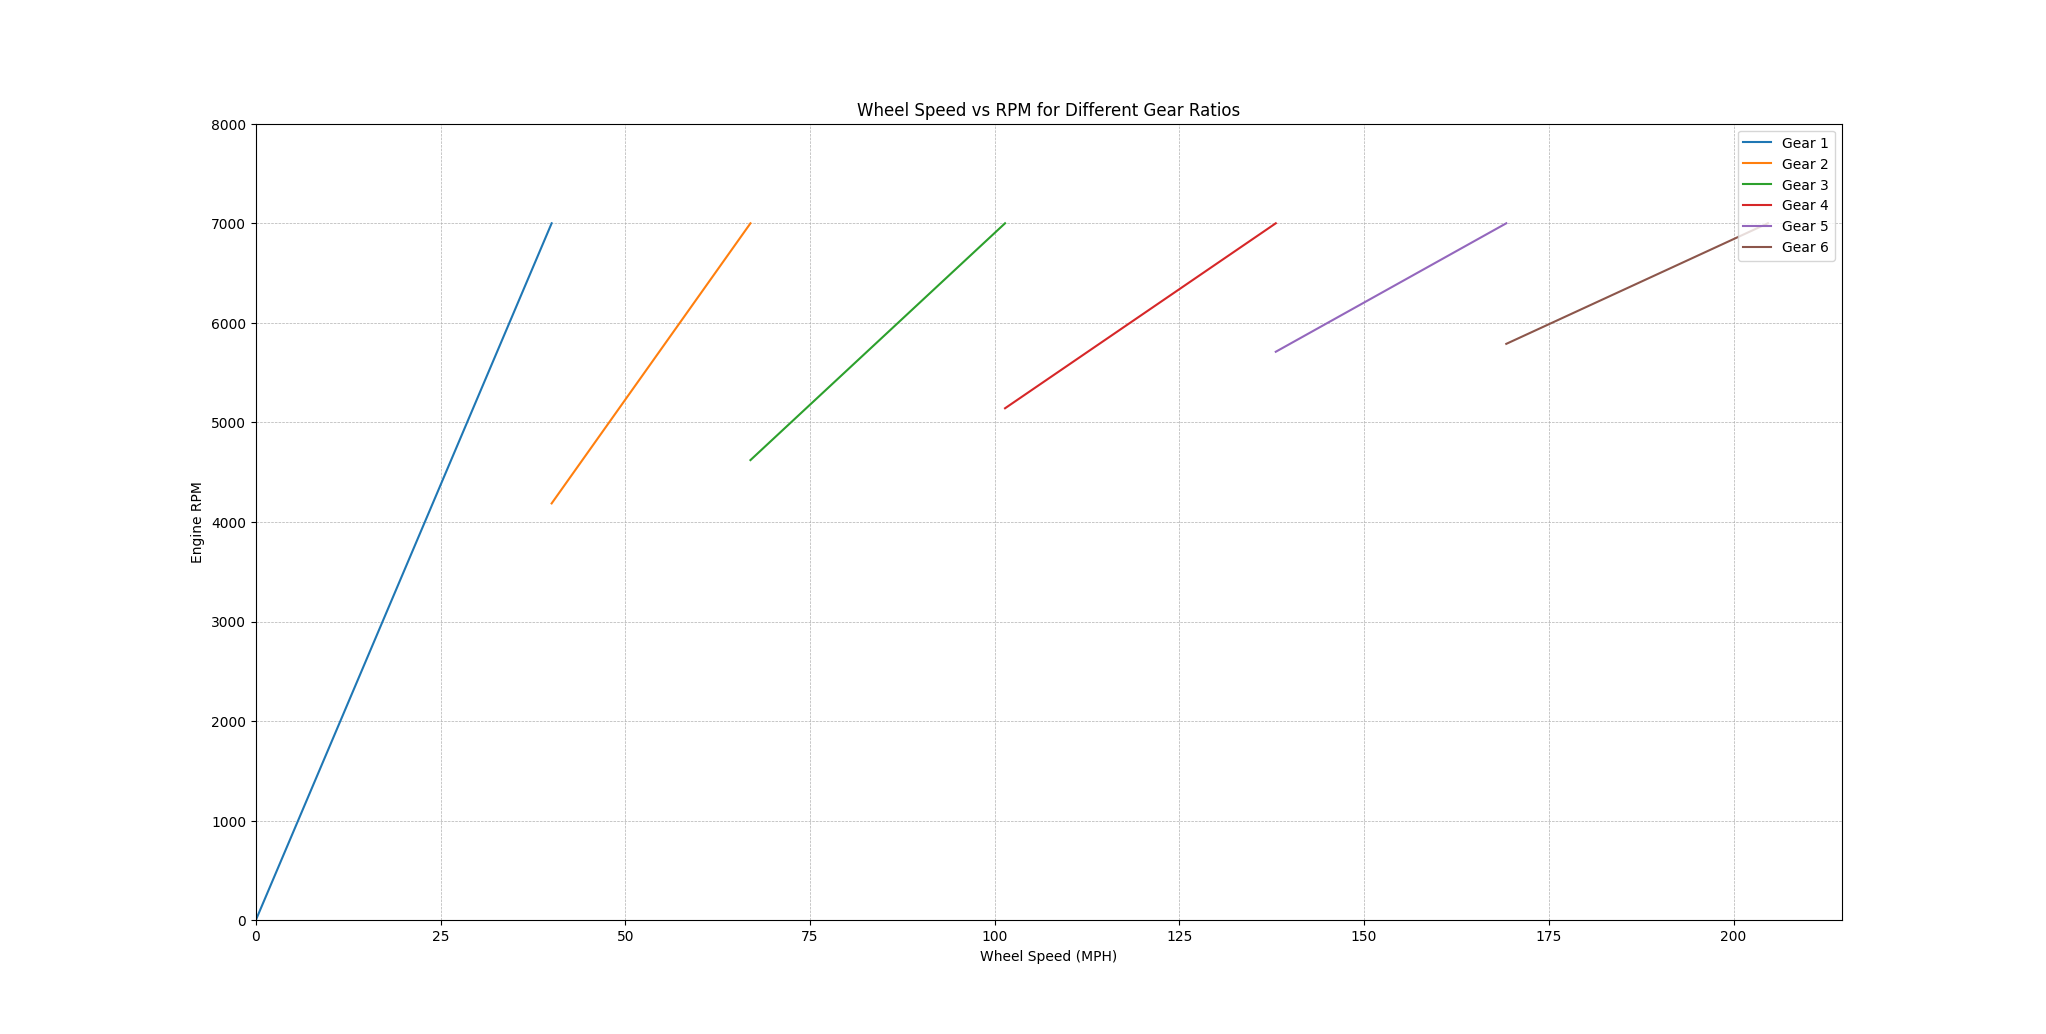 Wheel Speed vs RPM for Different Gear Ratios
8000
7000
6000
5000
4000
3000
2000
1000
0
Engine RPM
Gear 1
Gear 2
Gear 3
Gear 4
Gear 5
Gear 6
0 25 50 75 100 125 150 175 200
Wheel Speed (MPH)